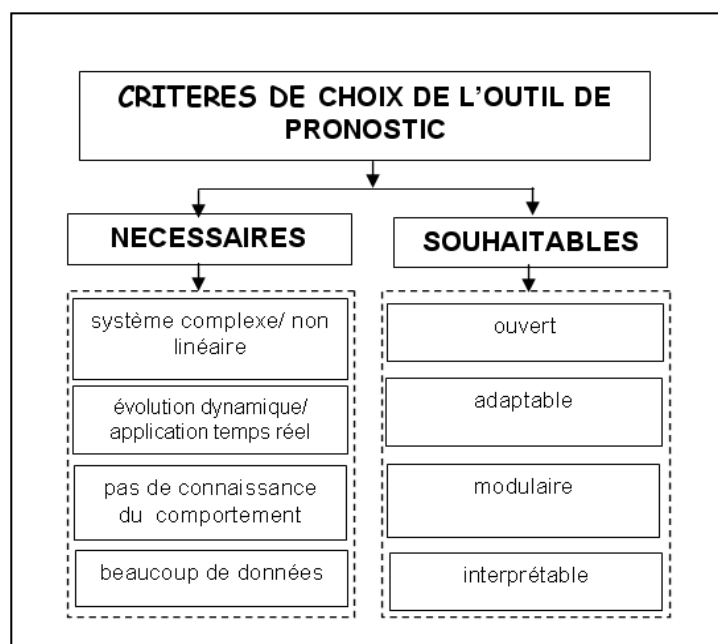 CRITERES DE CHOIX DE L'OUTIL DE
PRONOSTIC
NECESSAIRES
SOUHAITABLES
système complexe/ non
linéaire
évolution dynamique/
application temps réel
pas de connaissance
du comportement
beaucoup de données
ouvert
adaptable
modulaire
interprétable